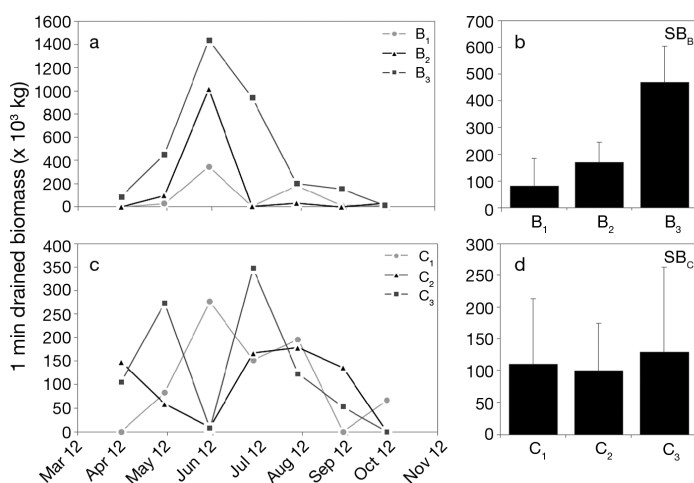 1 min drained biomass (x 10³ kg)
a
B₁
B₂
B₃
1600
1400
1200
1000
800
600
400
200
0
b
SB_B
700
600
500
400
300
200
100
0
B₁ B₂ B₃
c
C₁
C₂
C₃
400
350
300
250
200
150
100
50
0
Mar 12 Apr 12 May 12 Jun 12 Jul 12 Aug 12 Sep 12 Oct 12 Nov 12
d
SB_C
300
250
200
150
100
50
0
C₁ C₂ C₃